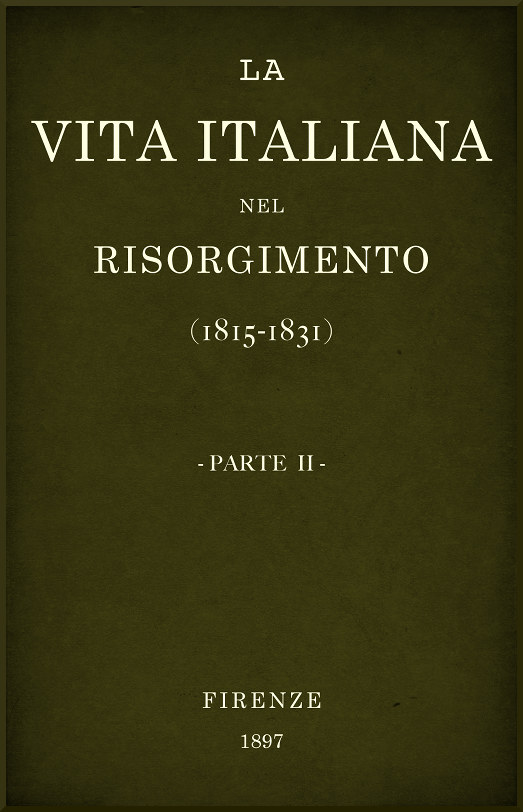 LA
VITA ITALIANA
NEL
RISORGIMENTO
(1815-1831)
- PARTE II -
FIRENZE
1897